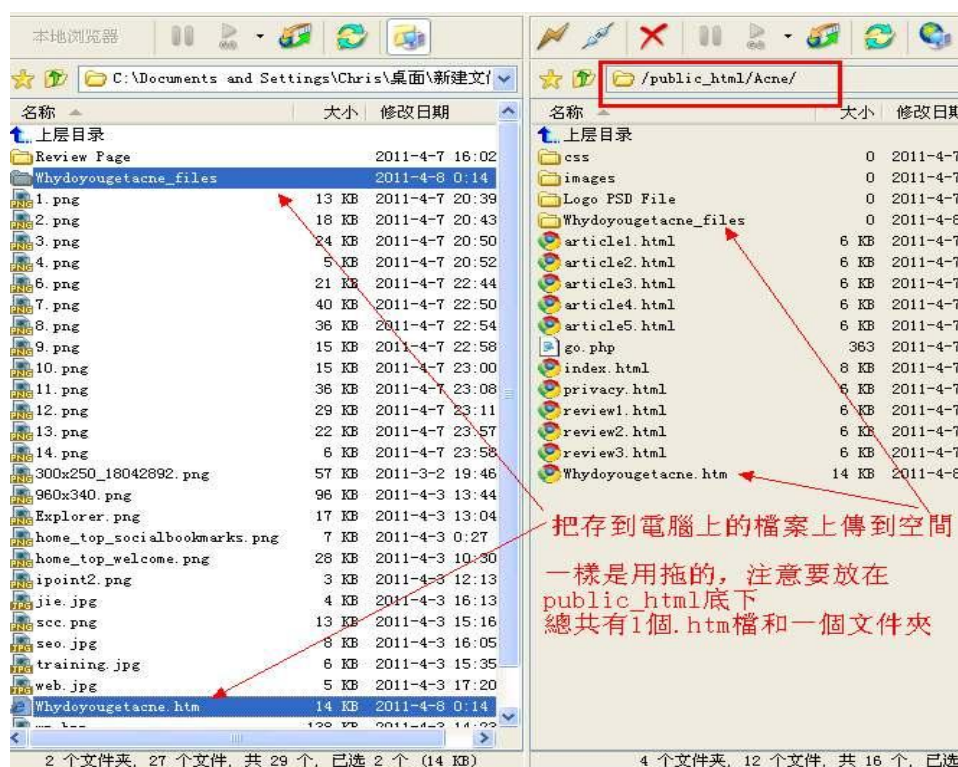 本地浏览器
C:\Documents and Settings\Chris\桌面\新建文
/public_html/Acne/
名称 大小 修改日期
上层目录
Review Page 2011-4-7 16:02
Whydoyougetacne_files 2011-4-8 0:14
1.png 13 KB 2011-4-7 20:39
2.png 18 KB 2011-4-7 20:43
3.png 24 KB 2011-4-7 20:50
4.png 5 KB 2011-4-7 20:52
6.png 21 KB 2011-4-7 22:44
7.png 40 KB 2011-4-7 22:50
8.png 36 KB 2011-4-7 22:54
9.png 15 KB 2011-4-7 22:58
10.png 15 KB 2011-4-7 23:00
11.png 36 KB 2011-4-7 23:08
12.png 29 KB 2011-4-7 23:11
13.png 22 KB 2011-4-7 23:57
14.png 6 KB 2011-4-7 23:58
300x250_18042892.png 57 KB 2011-3-2 19:46
960x340.png 96 KB 2011-4-3 13:44
Explorer.png 17 KB 2011-4-3 13:04
home_top_socialbookmarks.png 7 KB 2011-4-3 0:27
home_top_welcome.png 28 KB 2011-4-3 10:30
ipoint2.png 3 KB 2011-4-3 12:13
jie.jpg 4 KB 2011-4-3 16:13
scc.png 13 KB 2011-4-3 15:16
seo.jpg 8 KB 2011-4-3 16:05
training.jpg 6 KB 2011-4-3 15:35
web.jpg 5 KB 2011-4-3 17:20
Whydoyougetacne.htm 14 KB 2011-4-8 0:14
2 个文件夹, 27 个文件, 共 29 个, 已选 2 个 (14 KB)
名称 大小 修改日期
上层目录
css 0 2011-4-7
images 0 2011-4-7
Logo PSD File 0 2011-4-7
Whydoyougetacne_files 0 2011-4-8
article1.html 6 KB 2011-4-7
article2.html 6 KB 2011-4-7
article3.html 6 KB 2011-4-7
article4.html 6 KB 2011-4-7
article5.html 6 KB 2011-4-7
go.php 363 2011-4-7
index.html 8 KB 2011-4-7
privacy.html 6 KB 2011-4-7
review1.html 6 KB 2011-4-7
review2.html 6 KB 2011-4-7
review3.html 6 KB 2011-4-7
Whydoyougetacne.htm 14 KB 2011-4-8
把存到電腦上的檔案上傳到空間
一樣是用拖的, 注意要放在
public_html底下
總共有1個.htm檔和一個文件夾
4 个文件夹, 12 个文件, 共 16 个, 已选